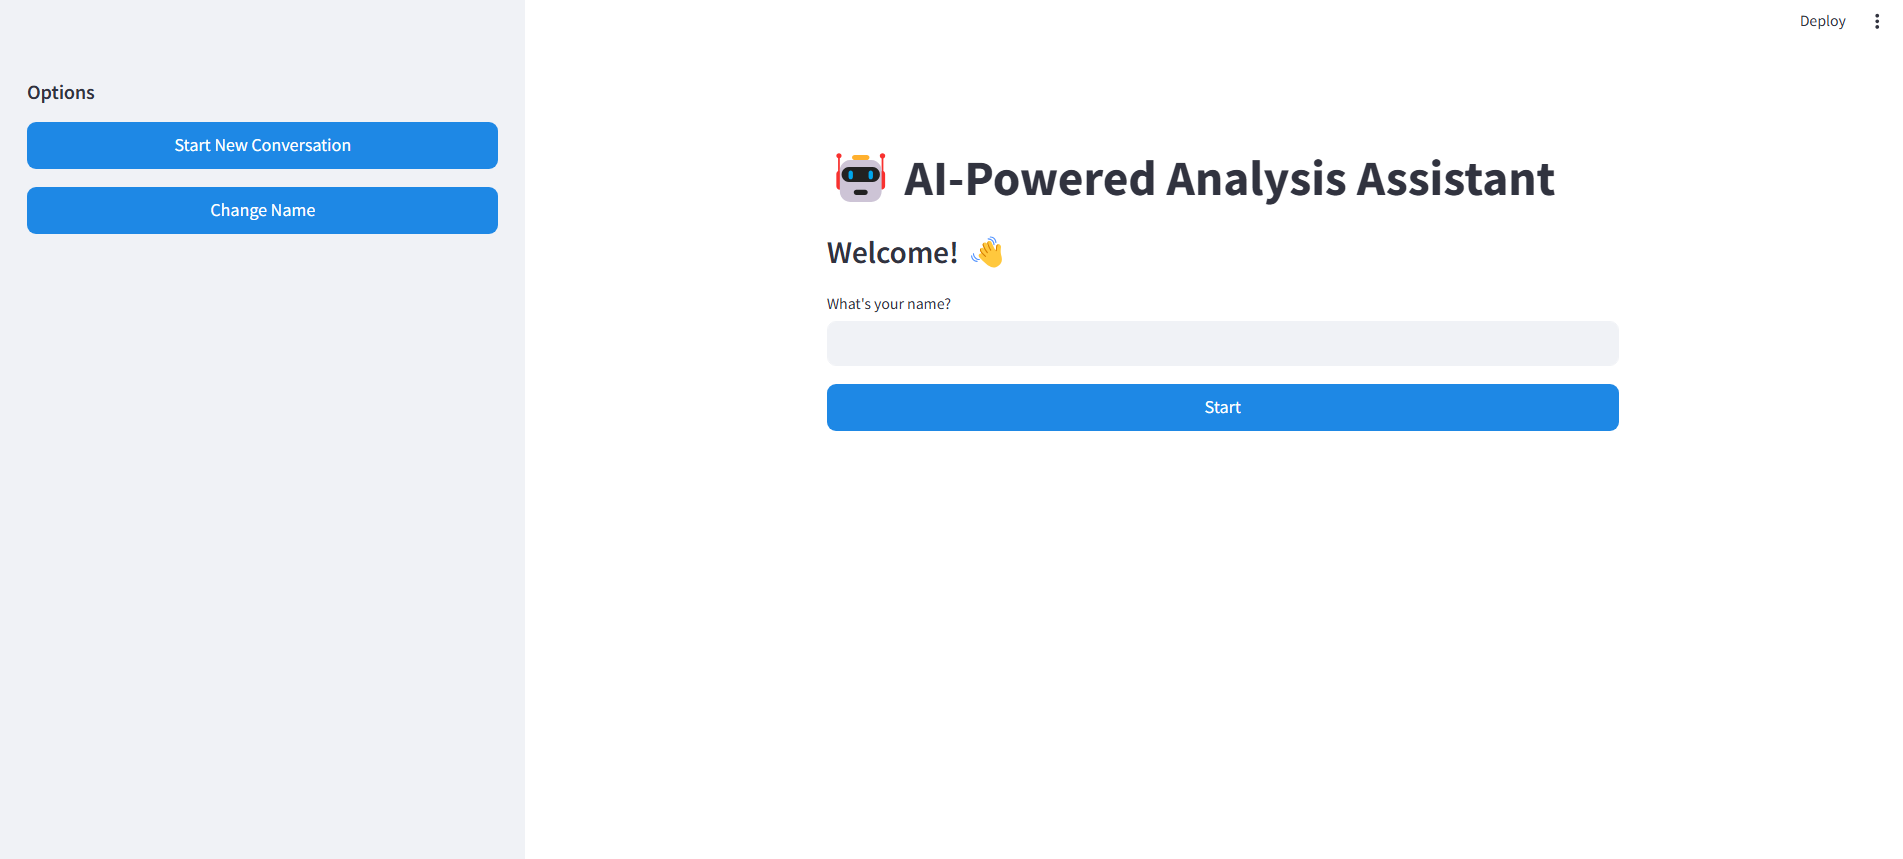 Deploy
Options
Start New Conversation
Change Name
AI-Powered Analysis Assistant
Welcome! 👋
What's your name?
Start